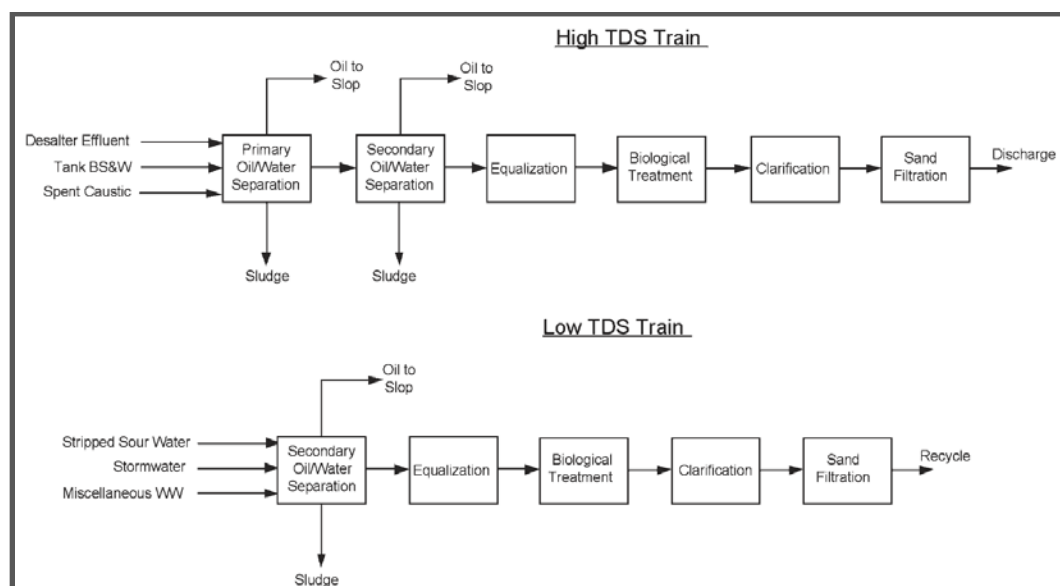 High TDS Train
Oil to
Slop
Oil to
Slop
Desalter Effluent
Tank BS&W
Spent Caustic
Primary
Oil/Water
Separation
Secondary
Oil/Water
Separation
Equalization
Biological
Treatment
Clarification
Sand
Filtration
Discharge
Sludge
Sludge
Low TDS Train
Oil to
Slop
Stripped Sour Water
Stormwater
Miscellaneous WW
Secondary
Oil/Water
Separation
Equalization
Biological
Treatment
Clarification
Sand
Filtration
Recycle
Sludge